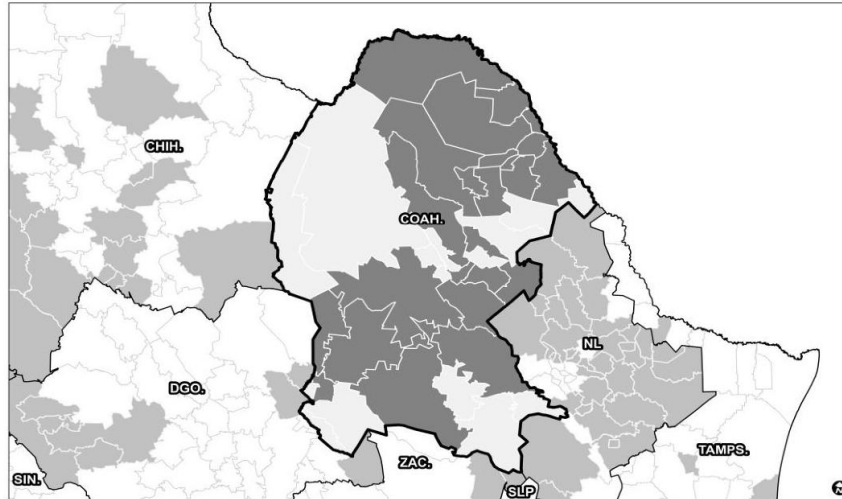 CHIH.
COAH.
NL.
DGO.
TAMPS.
ZAC.
SIN.
SLP